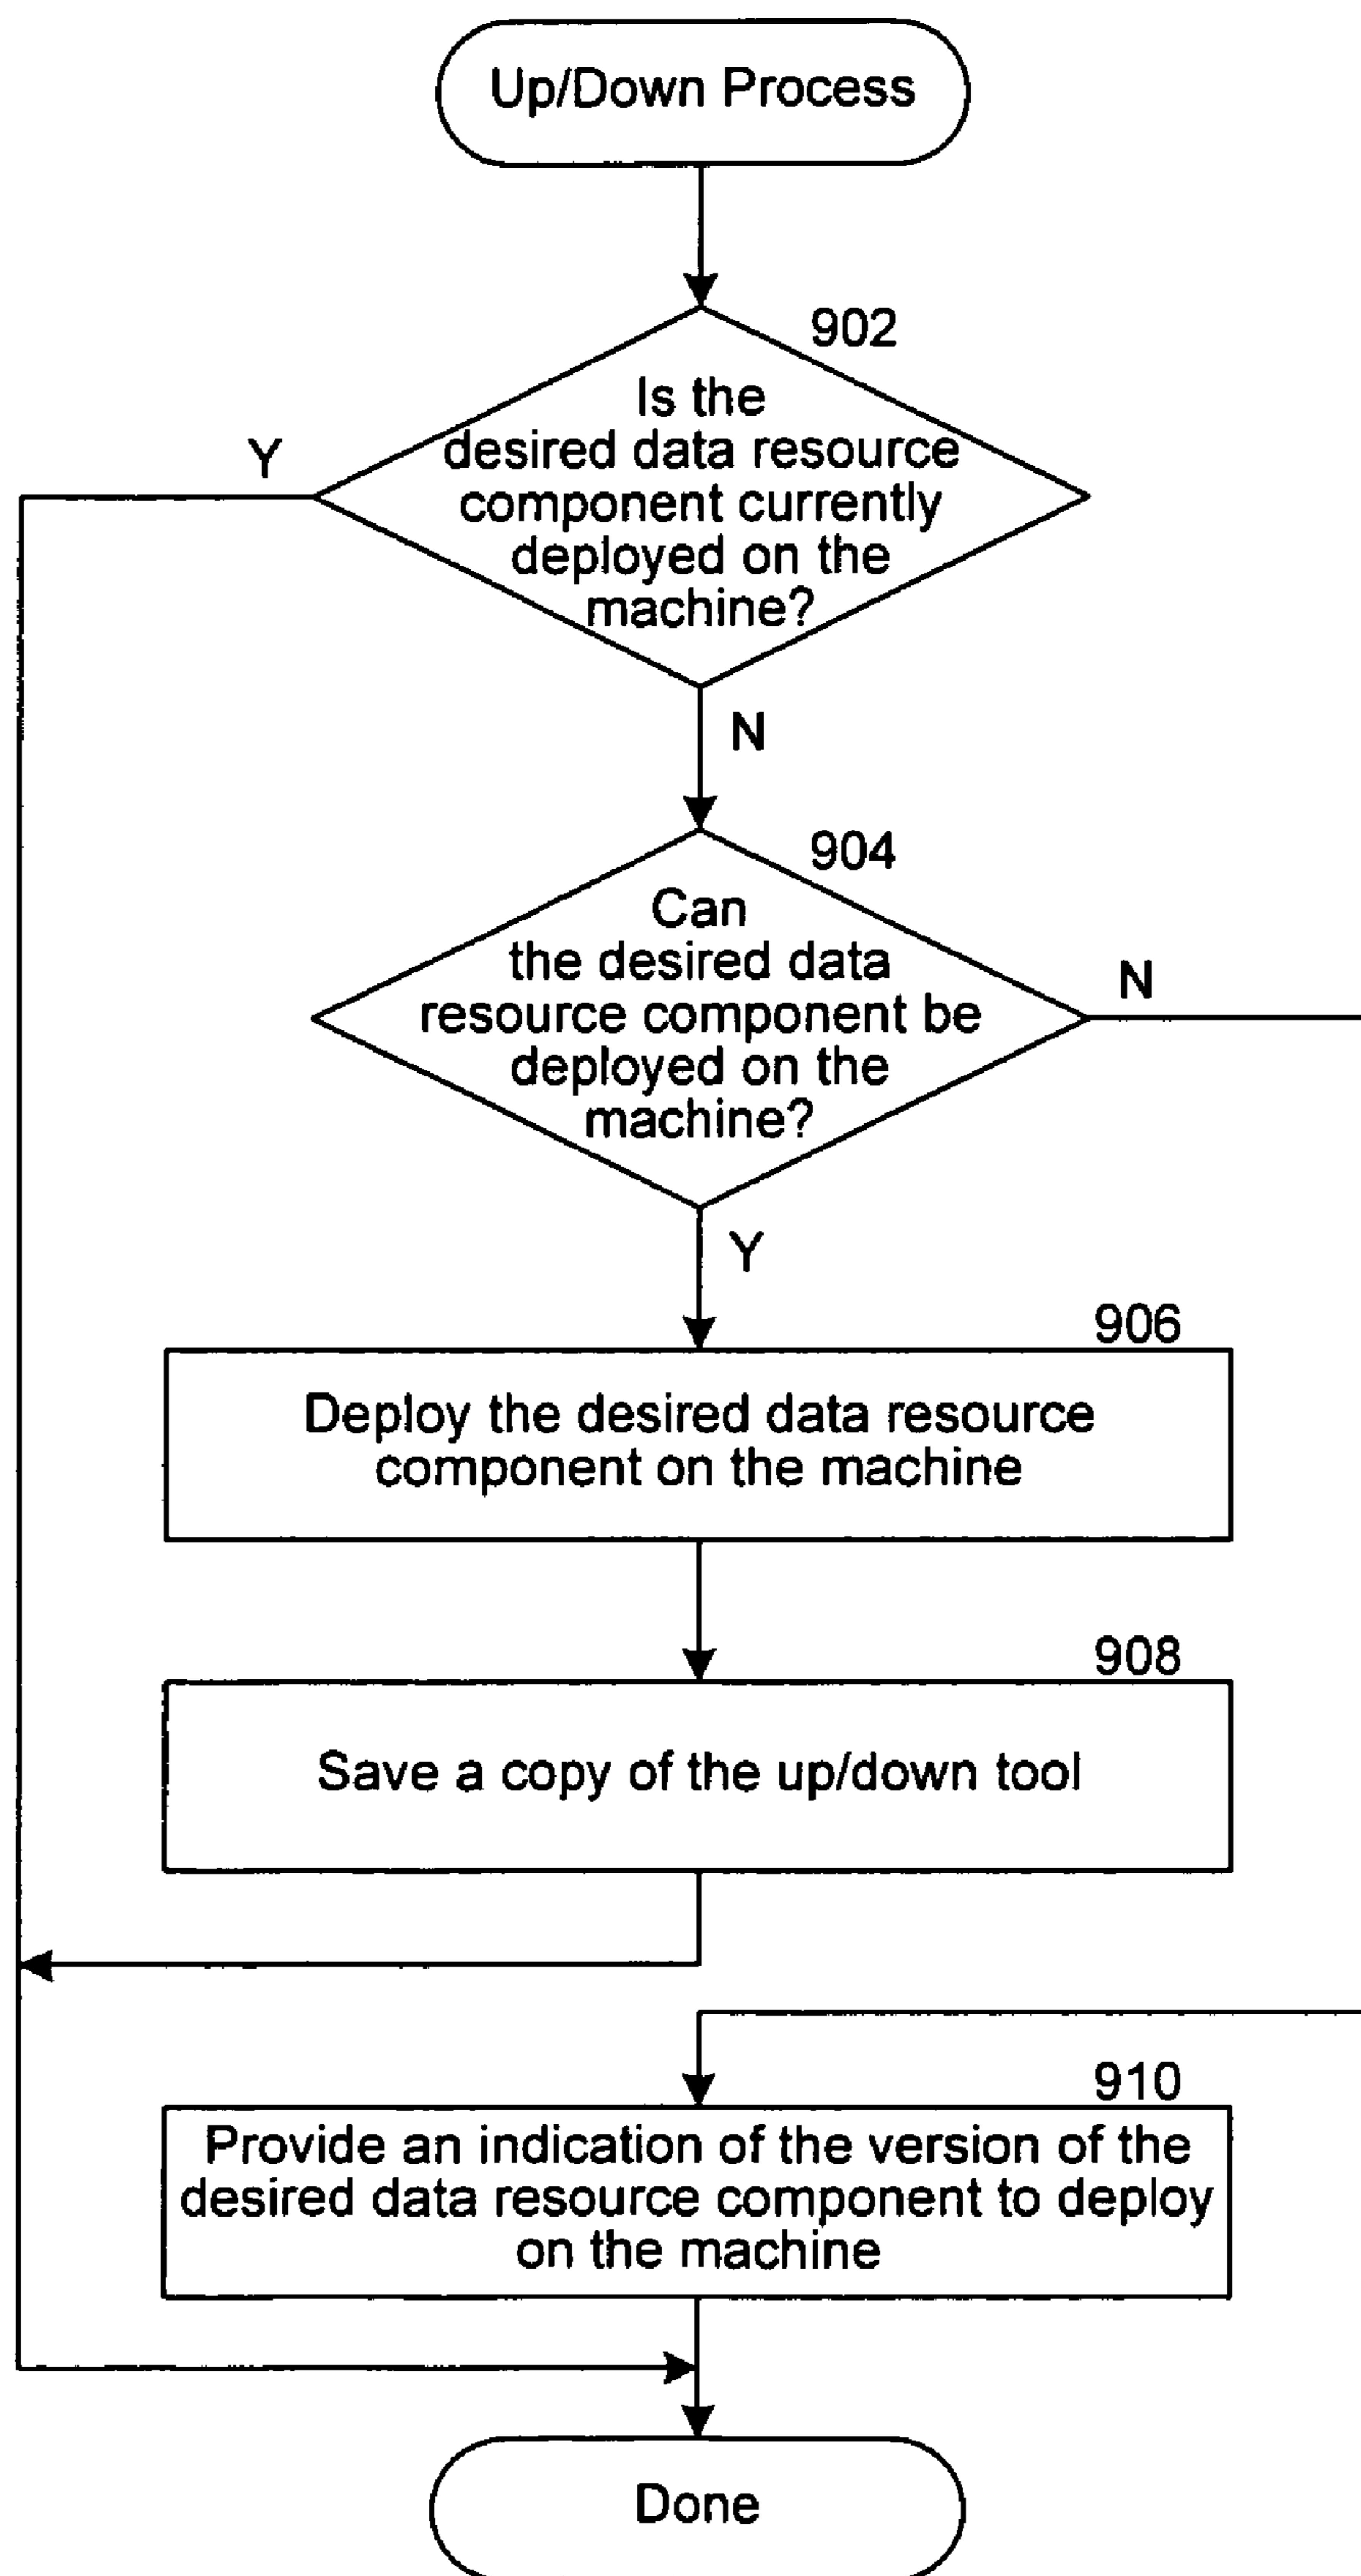 Up/Down Process
902
Is the
desired data resource
component currently
deployed on the
machine?
Y
N
904
Can
the desired data
resource component be
deployed on the
machine?
N
Y
906
Deploy the desired data resource
component on the machine
908
Save a copy of the up/down tool
910
Provide an indication of the version of the
desired data resource component to deploy
on the machine
Done